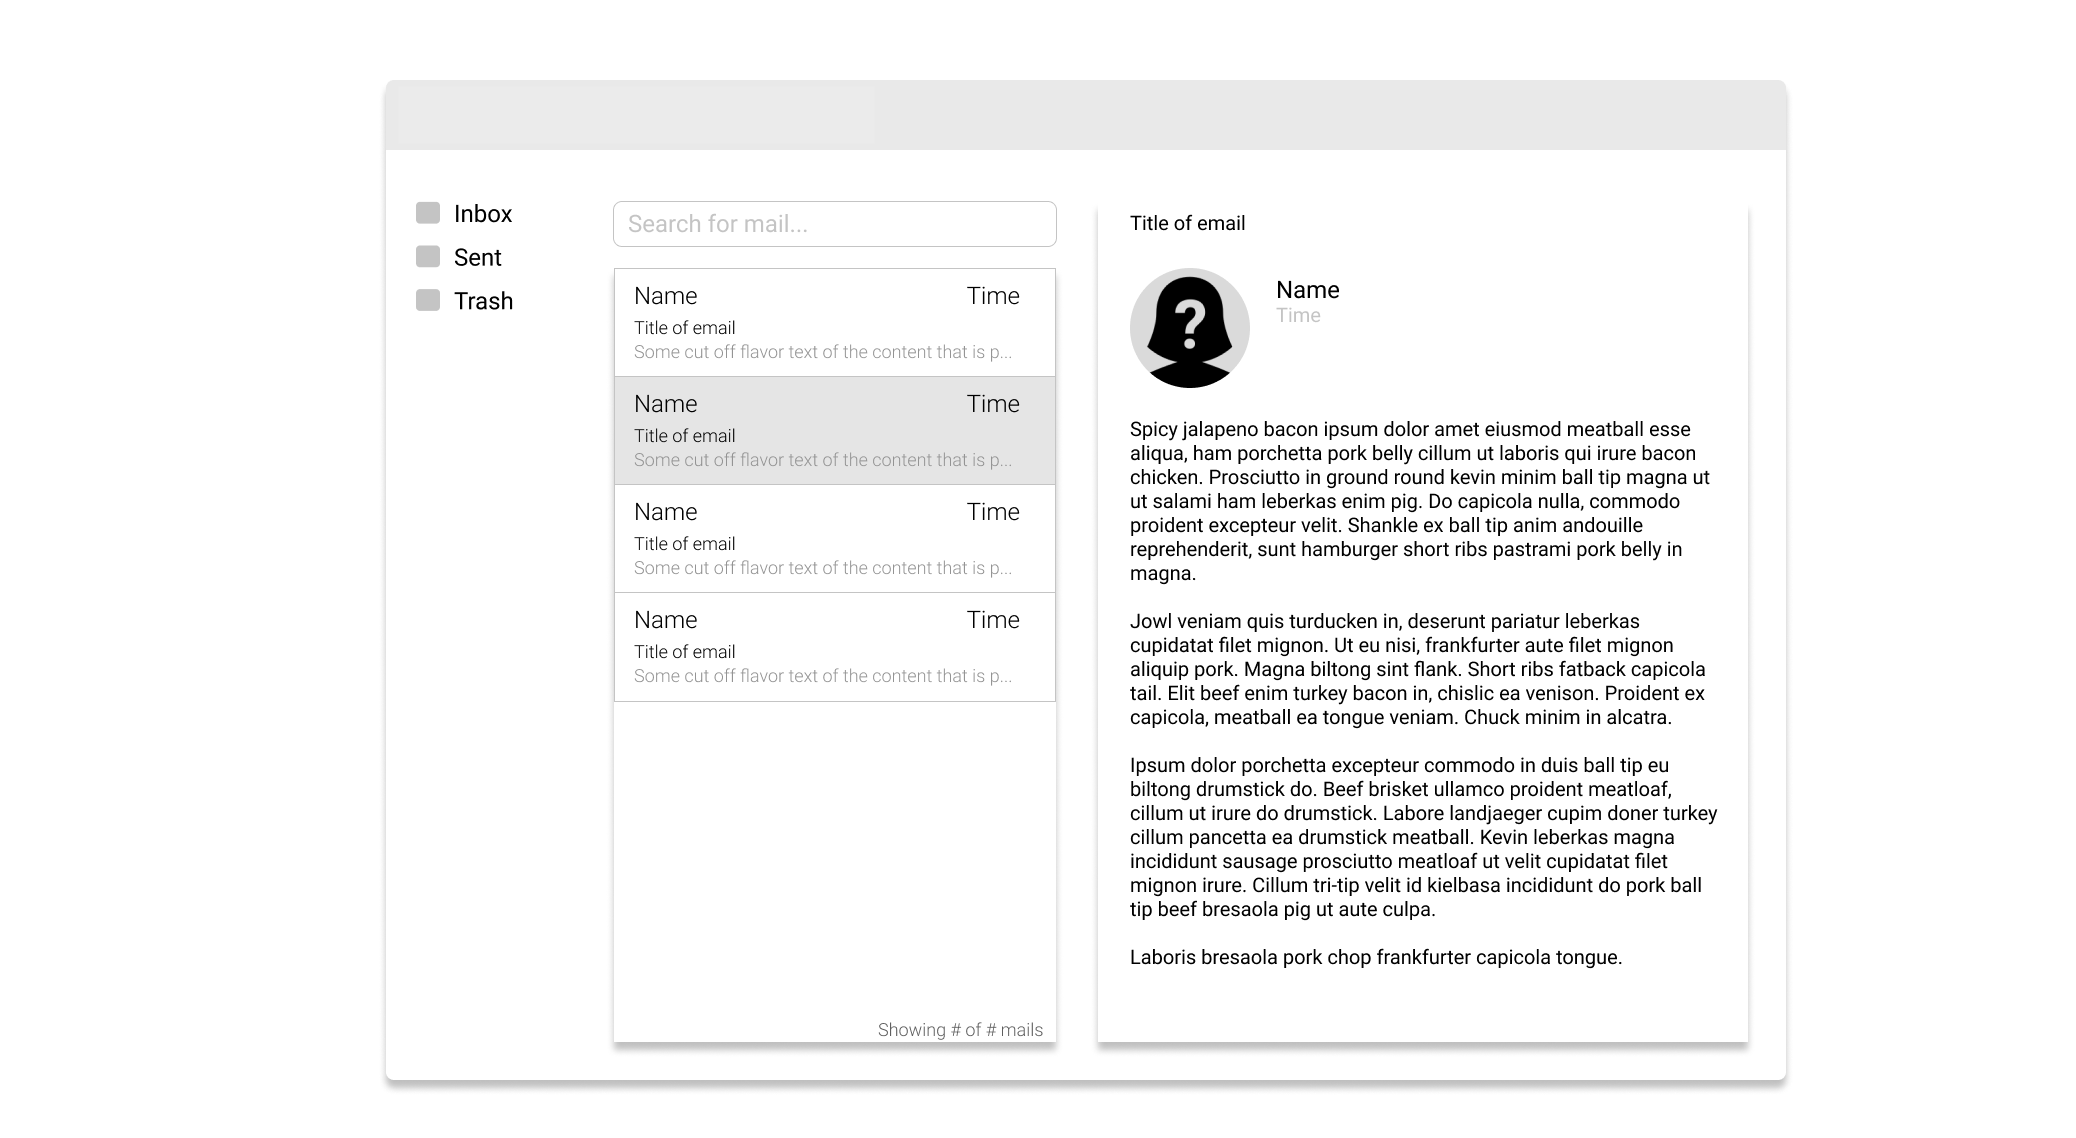 Inbox
Sent
Trash
Search for mail...
Name Time
Title of email
Some cut off flavor text of the content that is p...
Name Time
Title of email
Some cut off flavor text of the content that is p...
Name Time
Title of email
Some cut off flavor text of the content that is p...
Name Time
Title of email
Some cut off flavor text of the content that is p...
Showing # of # mails
Title of email
?
Name
Time
Spicy jalapeno bacon ipsum dolor amet eiusmod meatball esse
aliqua, ham porchetta pork belly cillum ut laboris qui irure bacon
chicken. Prosciutto in ground round kevin minim ball tip magna ut
ut salami ham leberkas enim pig. Do capicola nulla, commodo
proident excepteur velit. Shankle ex ball tip anim andouille
reprehenderit, sunt hamburger short ribs pastrami pork belly in
magna.
Jowl veniam quis turducken in, deserunt pariatur leberkas
cupidatat filet mignon. Ut eu nisi, frankfurter aute filet mignon
aliquip pork. Magna biltong sint flank. Short ribs fatback capicola
tail. Elit beef enim turkey bacon in, chislic ea venison. Proident ex
capicola, meatball ea tongue veniam. Chuck minim in alcatra.
Ipsum dolor porchetta excepteur commodo in duis ball tip eu
biltong drumstick do. Beef brisket ullamco proident meatloaf,
cillum ut irure do drumstick. Labore landjaeger cupim doner turkey
cillum pancetta ea drumstick meatball. Kevin leberkas magna
incididunt sausage prosciutto meatloaf ut velit cupidatat filet
mignon irure. Cillum tri-tip velit id kielbasa incididunt do pork ball
tip beef bresaola pig ut aute culpa.
Laboris bresaola pork chop frankfurter capicola tongue.